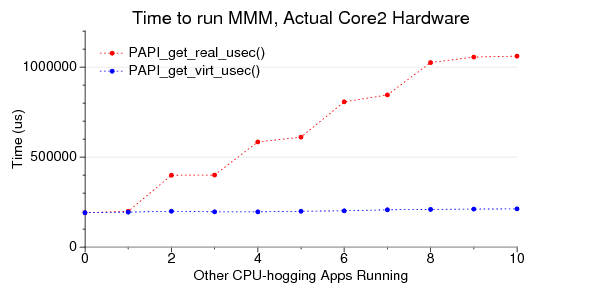 Time to run MMM, Actual Core2 Hardware
PAPI_get_real_usec()
PAPI_get_virt_usec()
1000000
500000
0
Time (us)
0 2 4 6 8 10
Other CPU-hogging Apps Running